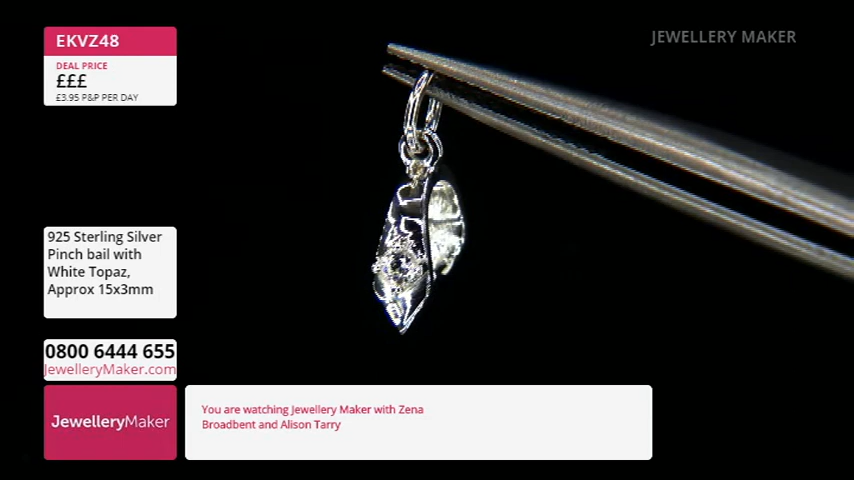 EKVZ48
DEAL PRICE
£££
£3.95 P&P PER DAY
JEWELLERY MAKER
925 Sterling Silver
Pinch bail with
White Topaz,
Approx 15x3mm
0800 6444 655
JewelleryMaker.com
JewelleryMaker
You are watching Jewellery Maker with Zena
Broadbent and Alison Tarry